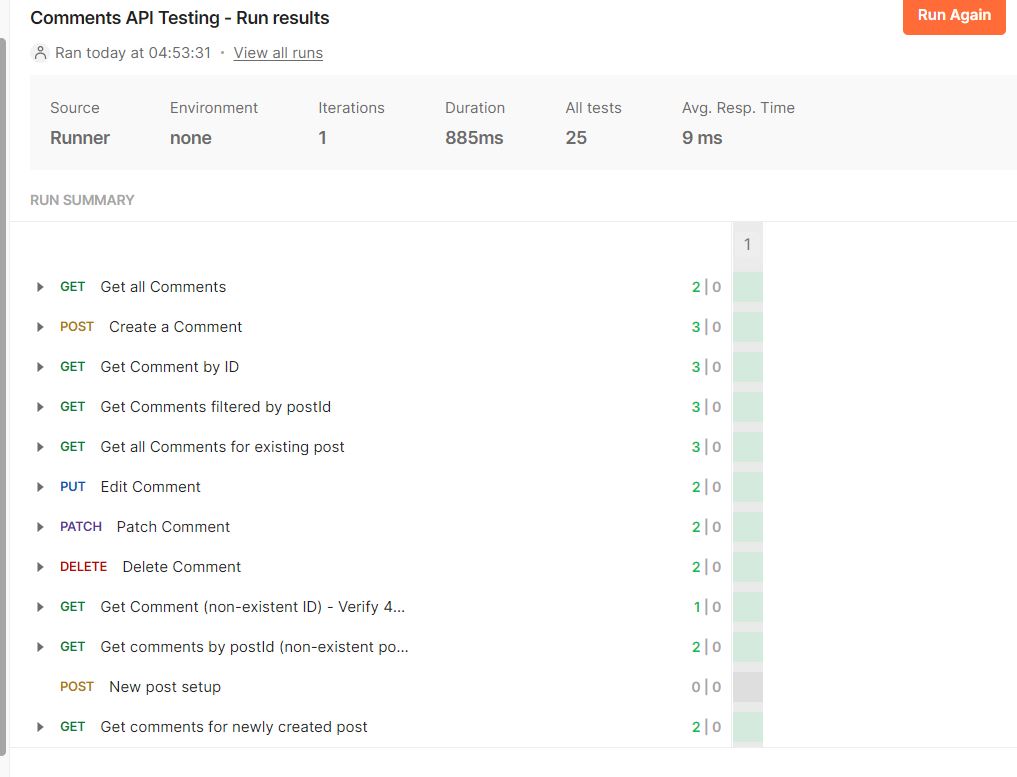 Comments API Testing - Run results
Run Again
Ran today at 04:53:31 · View all runs
Source Environment Iterations Duration All tests Avg. Resp. Time
Runner none 1 885ms 25 9 ms
RUN SUMMARY
1
GET Get all Comments 2 | 0
POST Create a Comment 3 | 0
GET Get Comment by ID 3 | 0
GET Get Comments filtered by postId 3 | 0
GET Get all Comments for existing post 3 | 0
PUT Edit Comment 2 | 0
PATCH Patch Comment 2 | 0
DELETE Delete Comment 2 | 0
GET Get Comment (non-existent ID) - Verify 4... 1 | 0
GET Get comments by postId (non-existent po... 2 | 0
POST New post setup 0 | 0
GET Get comments for newly created post 2 | 0